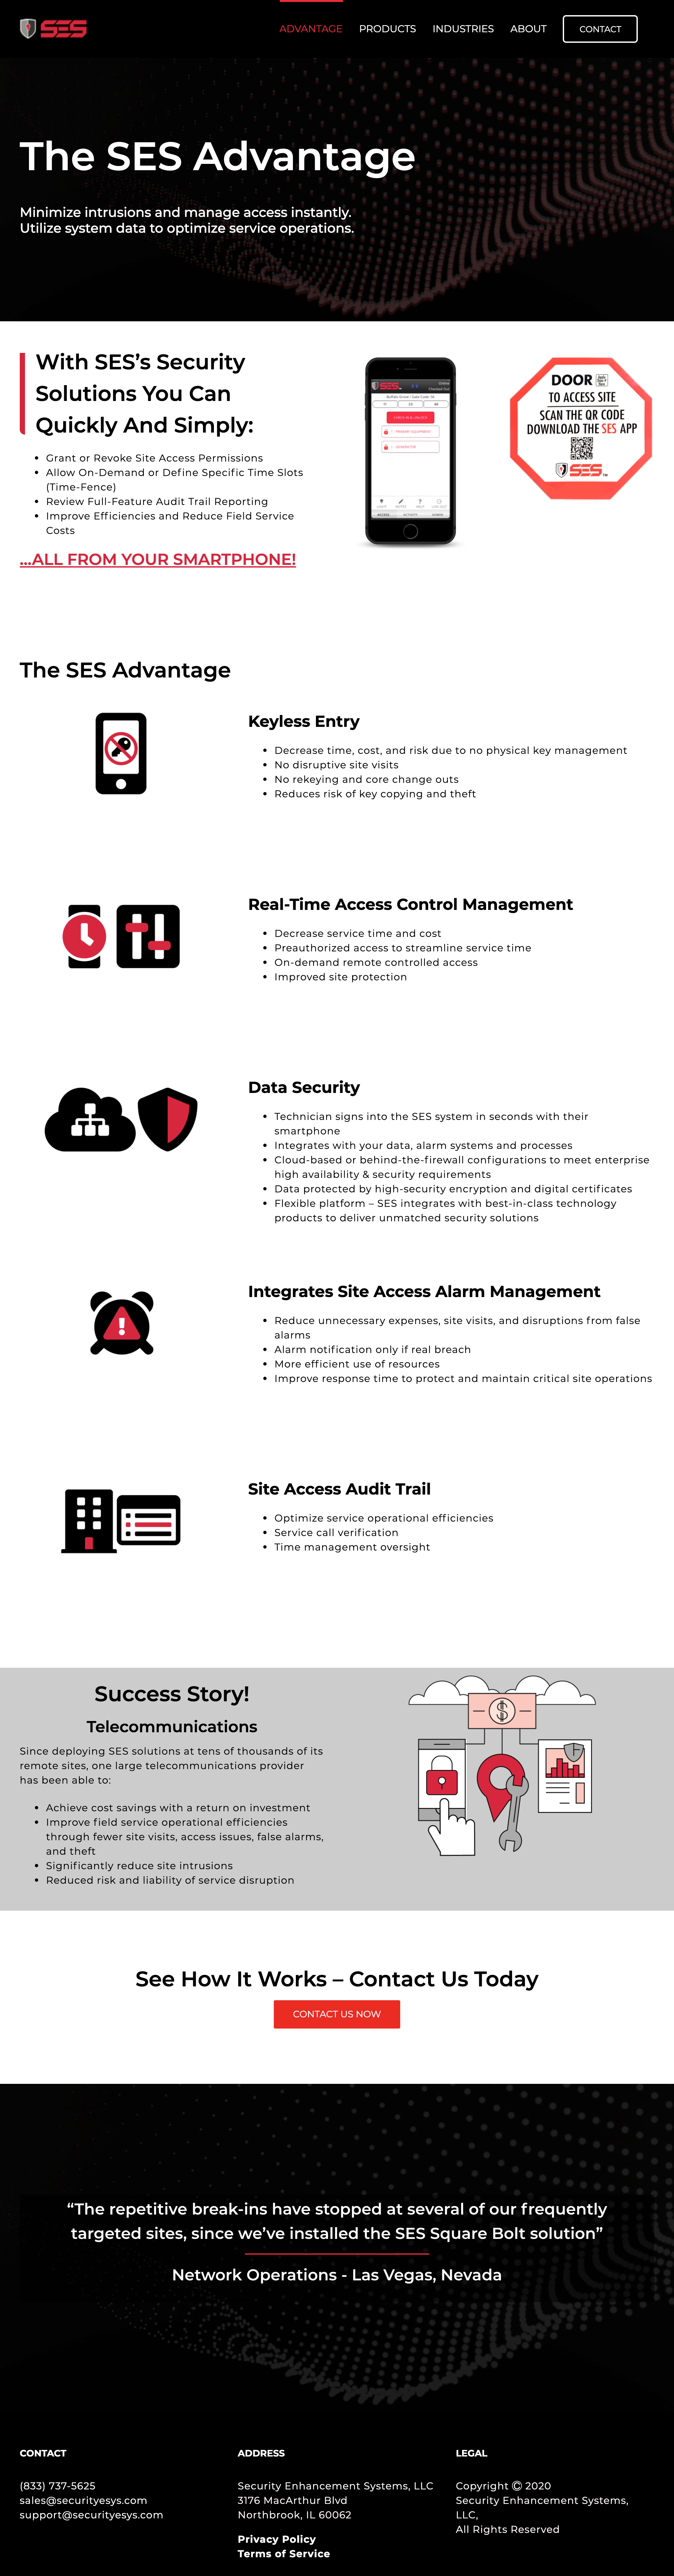 SES
ADVANTAGE PRODUCTS INDUSTRIES ABOUT CONTACT
The SES Advantage
Minimize intrusions and manage access instantly.
Utilize system data to optimize service operations.
With SES’s Security
Solutions You Can
Quickly And Simply:
• Grant or Revoke Site Access Permissions
• Allow On-Demand or Define Specific Time Slots
(Time-Fence)
• Review Full-Feature Audit Trail Reporting
• Improve Efficiencies and Reduce Field Service
Costs
...ALL FROM YOUR SMARTPHONE!
SES
DOOR
TO ACCESS SITE
SCAN THE QR CODE
DOWNLOAD THE SES APP
SES
The SES Advantage
Keyless Entry
• Decrease time, cost, and risk due to no physical key management
• No disruptive site visits
• No rekeying and core change outs
• Reduces risk of key copying and theft
Real-Time Access Control Management
• Decrease service time and cost
• Preauthorized access to streamline service time
• On-demand remote controlled access
• Improved site protection
Data Security
• Technician signs into the SES system in seconds with their
smartphone
• Integrates with your data, alarm systems and processes
• Cloud-based or behind-the-firewall configurations to meet enterprise
high availability & security requirements
• Data protected by high-security encryption and digital certificates
• Flexible platform – SES integrates with best-in-class technology
products to deliver unmatched security solutions
Integrates Site Access Alarm Management
• Reduce unnecessary expenses, site visits, and disruptions from false
alarms
• Alarm notification only if real breach
• More efficient use of resources
• Improve response time to protect and maintain critical site operations
Site Access Audit Trail
• Optimize service operational efficiencies
• Service call verification
• Time management oversight
Success Story!
Telecommunications
Since deploying SES solutions at tens of thousands of its
remote sites, one large telecommunications provider
has been able to:
• Achieve cost savings with a return on investment
• Improve field service operational efficiencies
through fewer site visits, access issues, false alarms,
and theft
• Significantly reduce site intrusions
• Reduced risk and liability of service disruption
$
See How It Works – Contact Us Today
CONTACT US NOW
“The repetitive break-ins have stopped at several of our frequently
targeted sites, since we’ve installed the SES Square Bolt solution”
Network Operations - Las Vegas, Nevada
CONTACT
(833) 737-5625
sales@securityesys.com
support@securityesys.com
ADDRESS
Security Enhancement Systems, LLC
3176 MacArthur Blvd
Northbrook, IL 60062
Privacy Policy
Terms of Service
LEGAL
Copyright © 2020
Security Enhancement Systems,
LLC,
All Rights Reserved